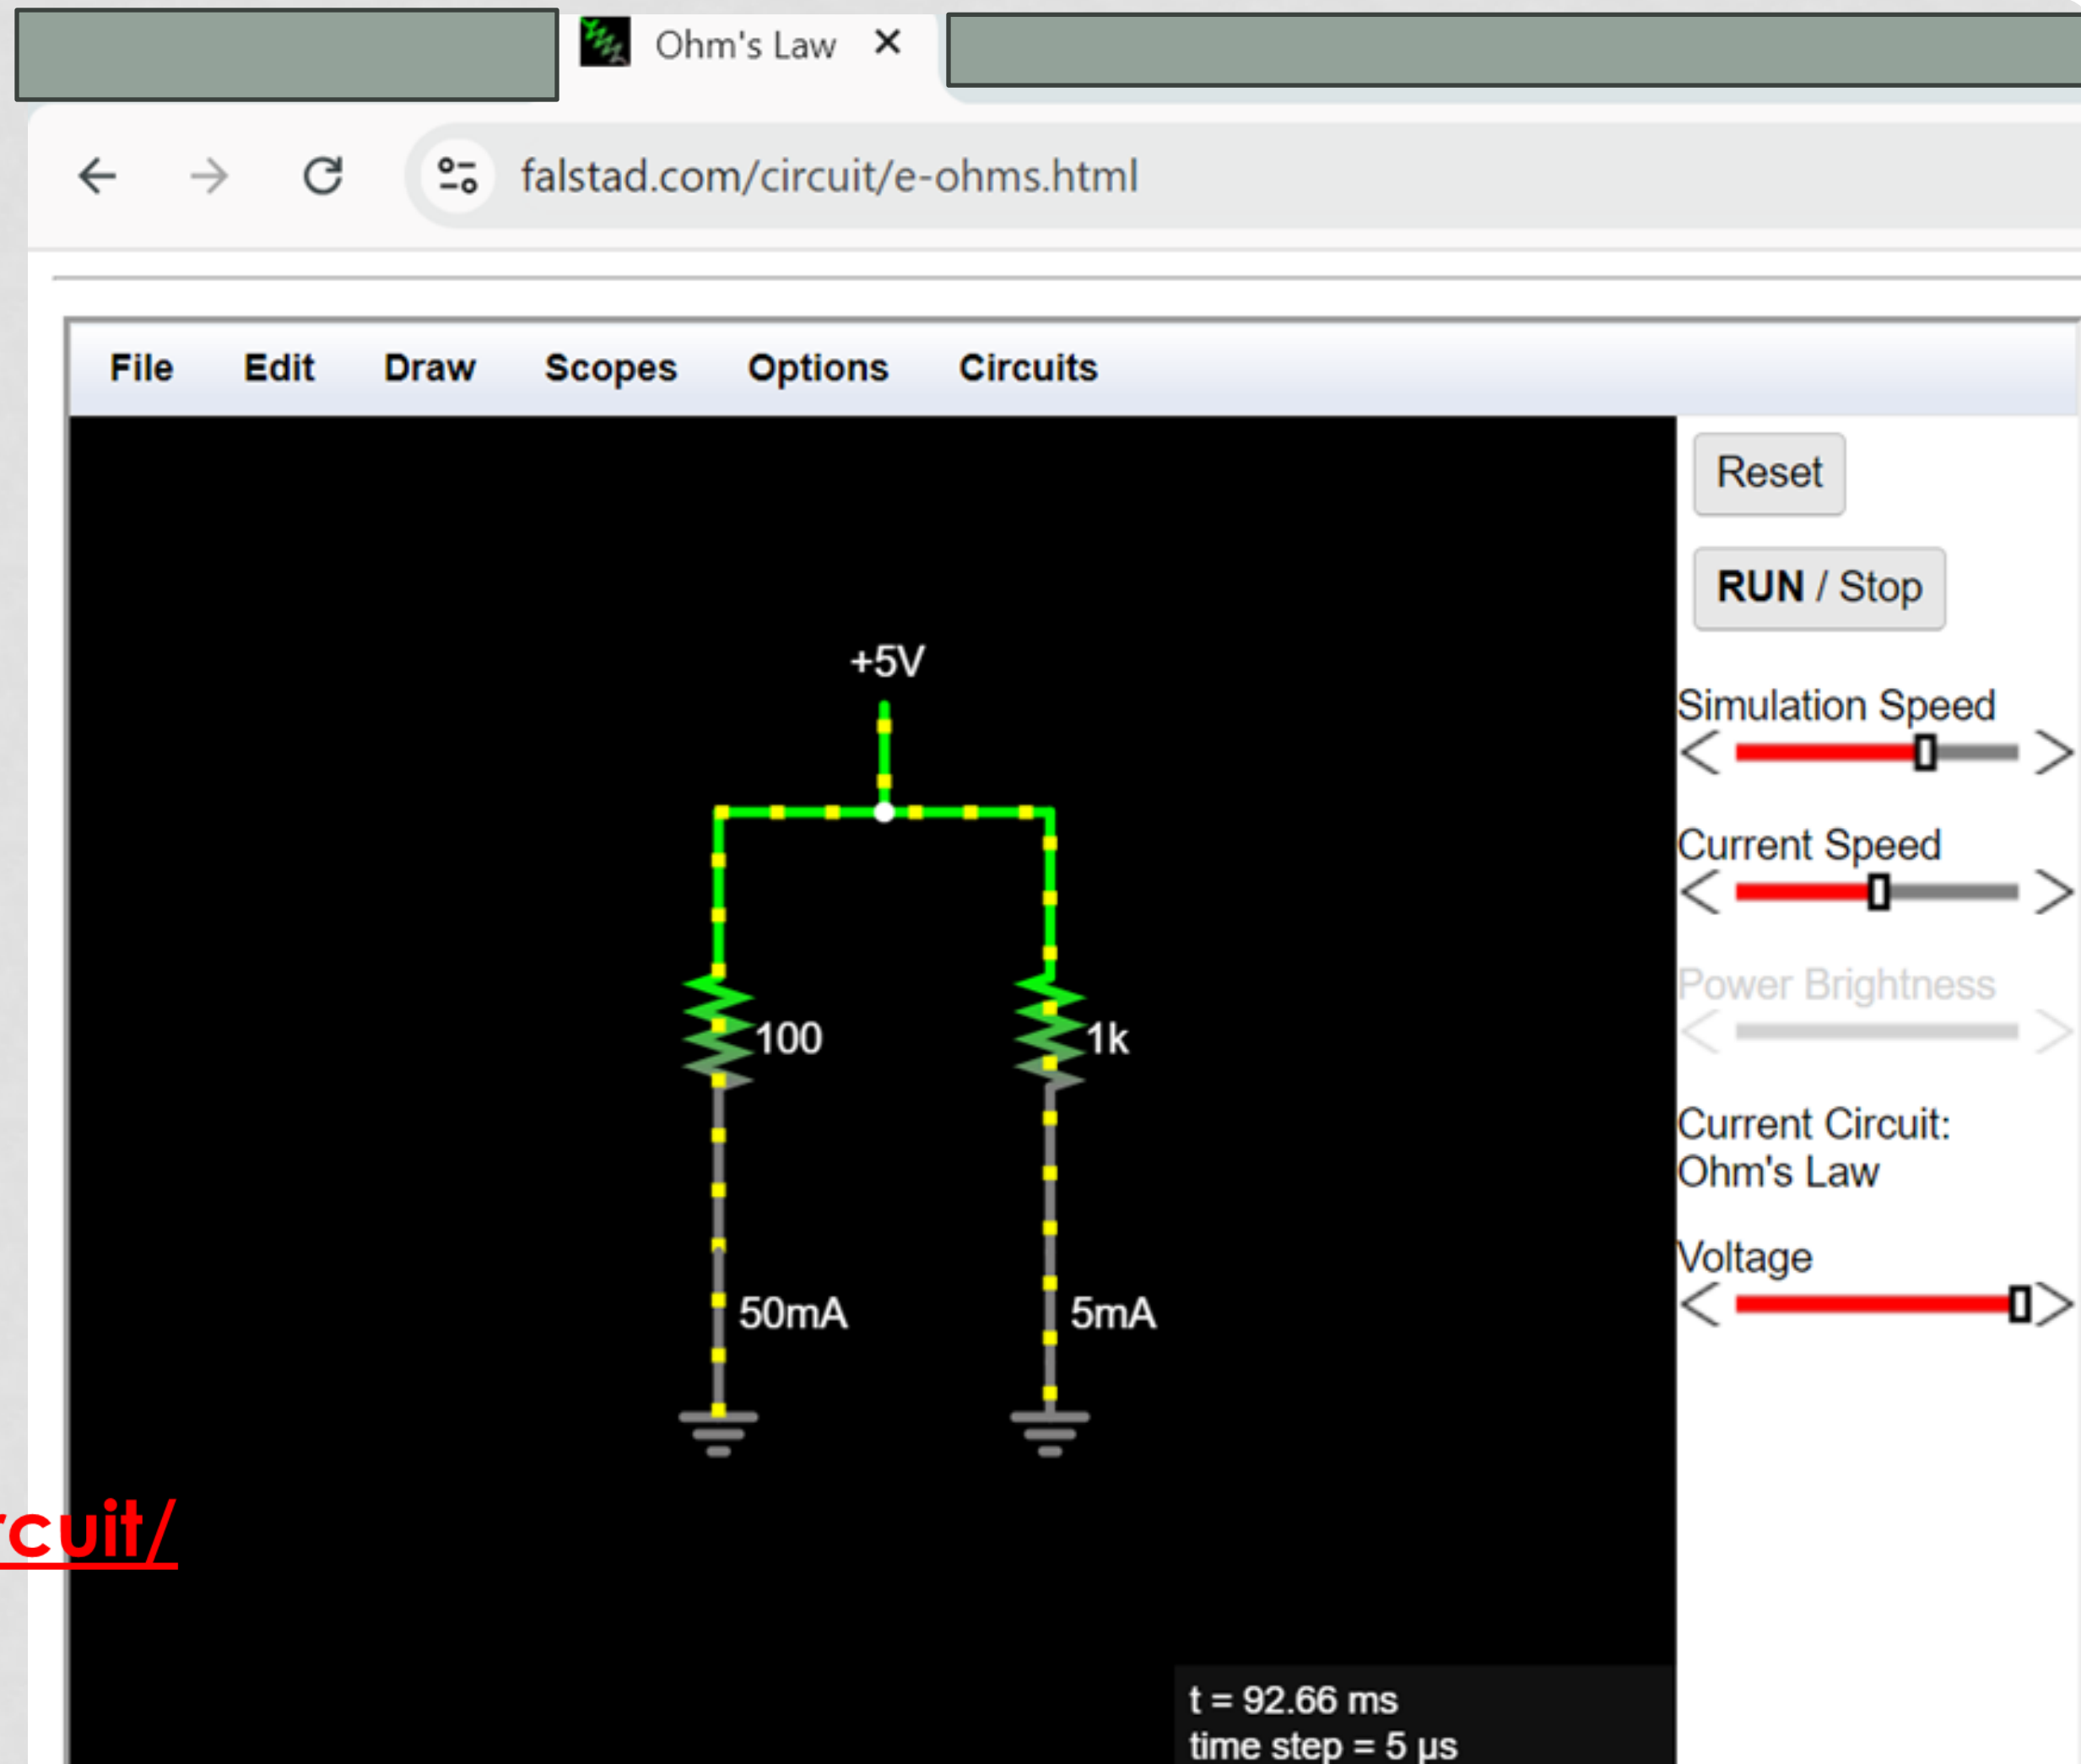 Ohm's Law
falstad.com/circuit/e-ohms.html
File Edit Draw Scopes Options Circuits
Reset
RUN / Stop
Simulation Speed
Current Speed
Power Brightness
Current Circuit:
Ohm's Law
Voltage
+5V
100
1k
50mA
5mA
rcuit/
t = 92.66 ms
time step = 5 µs